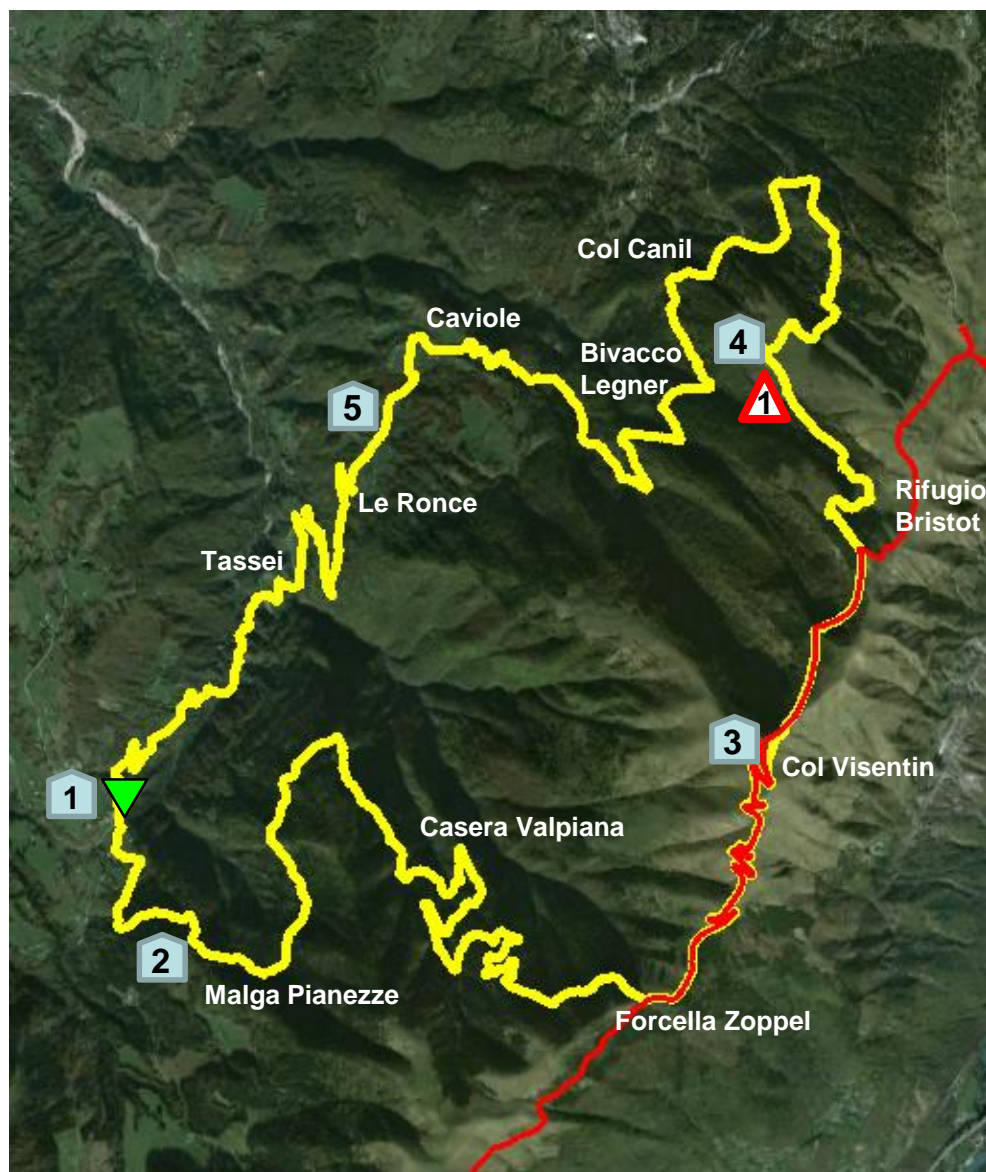 Col Canil
Caviole
4
Bivacco
Legner
5
1
Rifugio
Bristot
Le Ronce
Tassei
3
Col Visentin
1
Casera Valpiana
2
Malga Pianezze
Forcella Zoppel